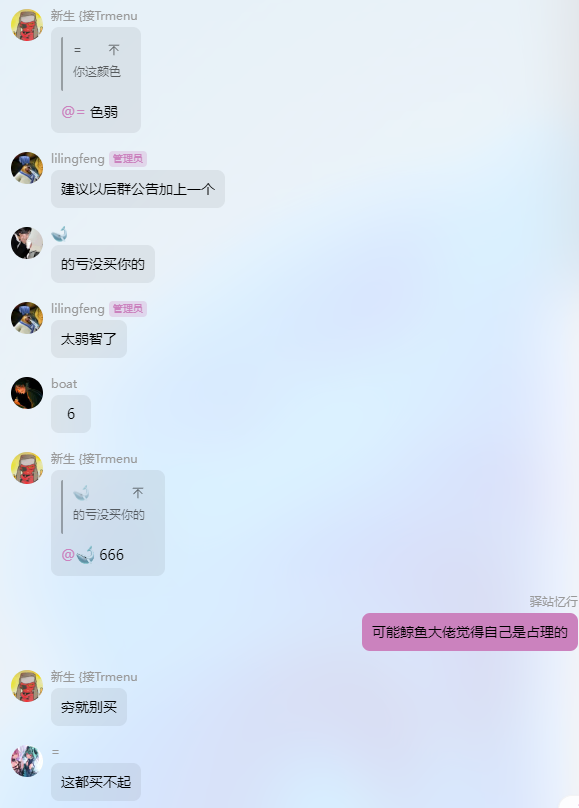 新生 {接Trmenu
= 不
你这颜色
@= 色弱
lilingfeng 管理员
建议以后群公告加上一个
的亏没买你的
lilingfeng 管理员
太弱智了
boat
6
新生 {接Trmenu
不
的亏没买你的
@ 666
驿站忆行
可能鲸鱼大佬觉得自己是占理的
新生 {接Trmenu
穷就别买
=
这都买不起